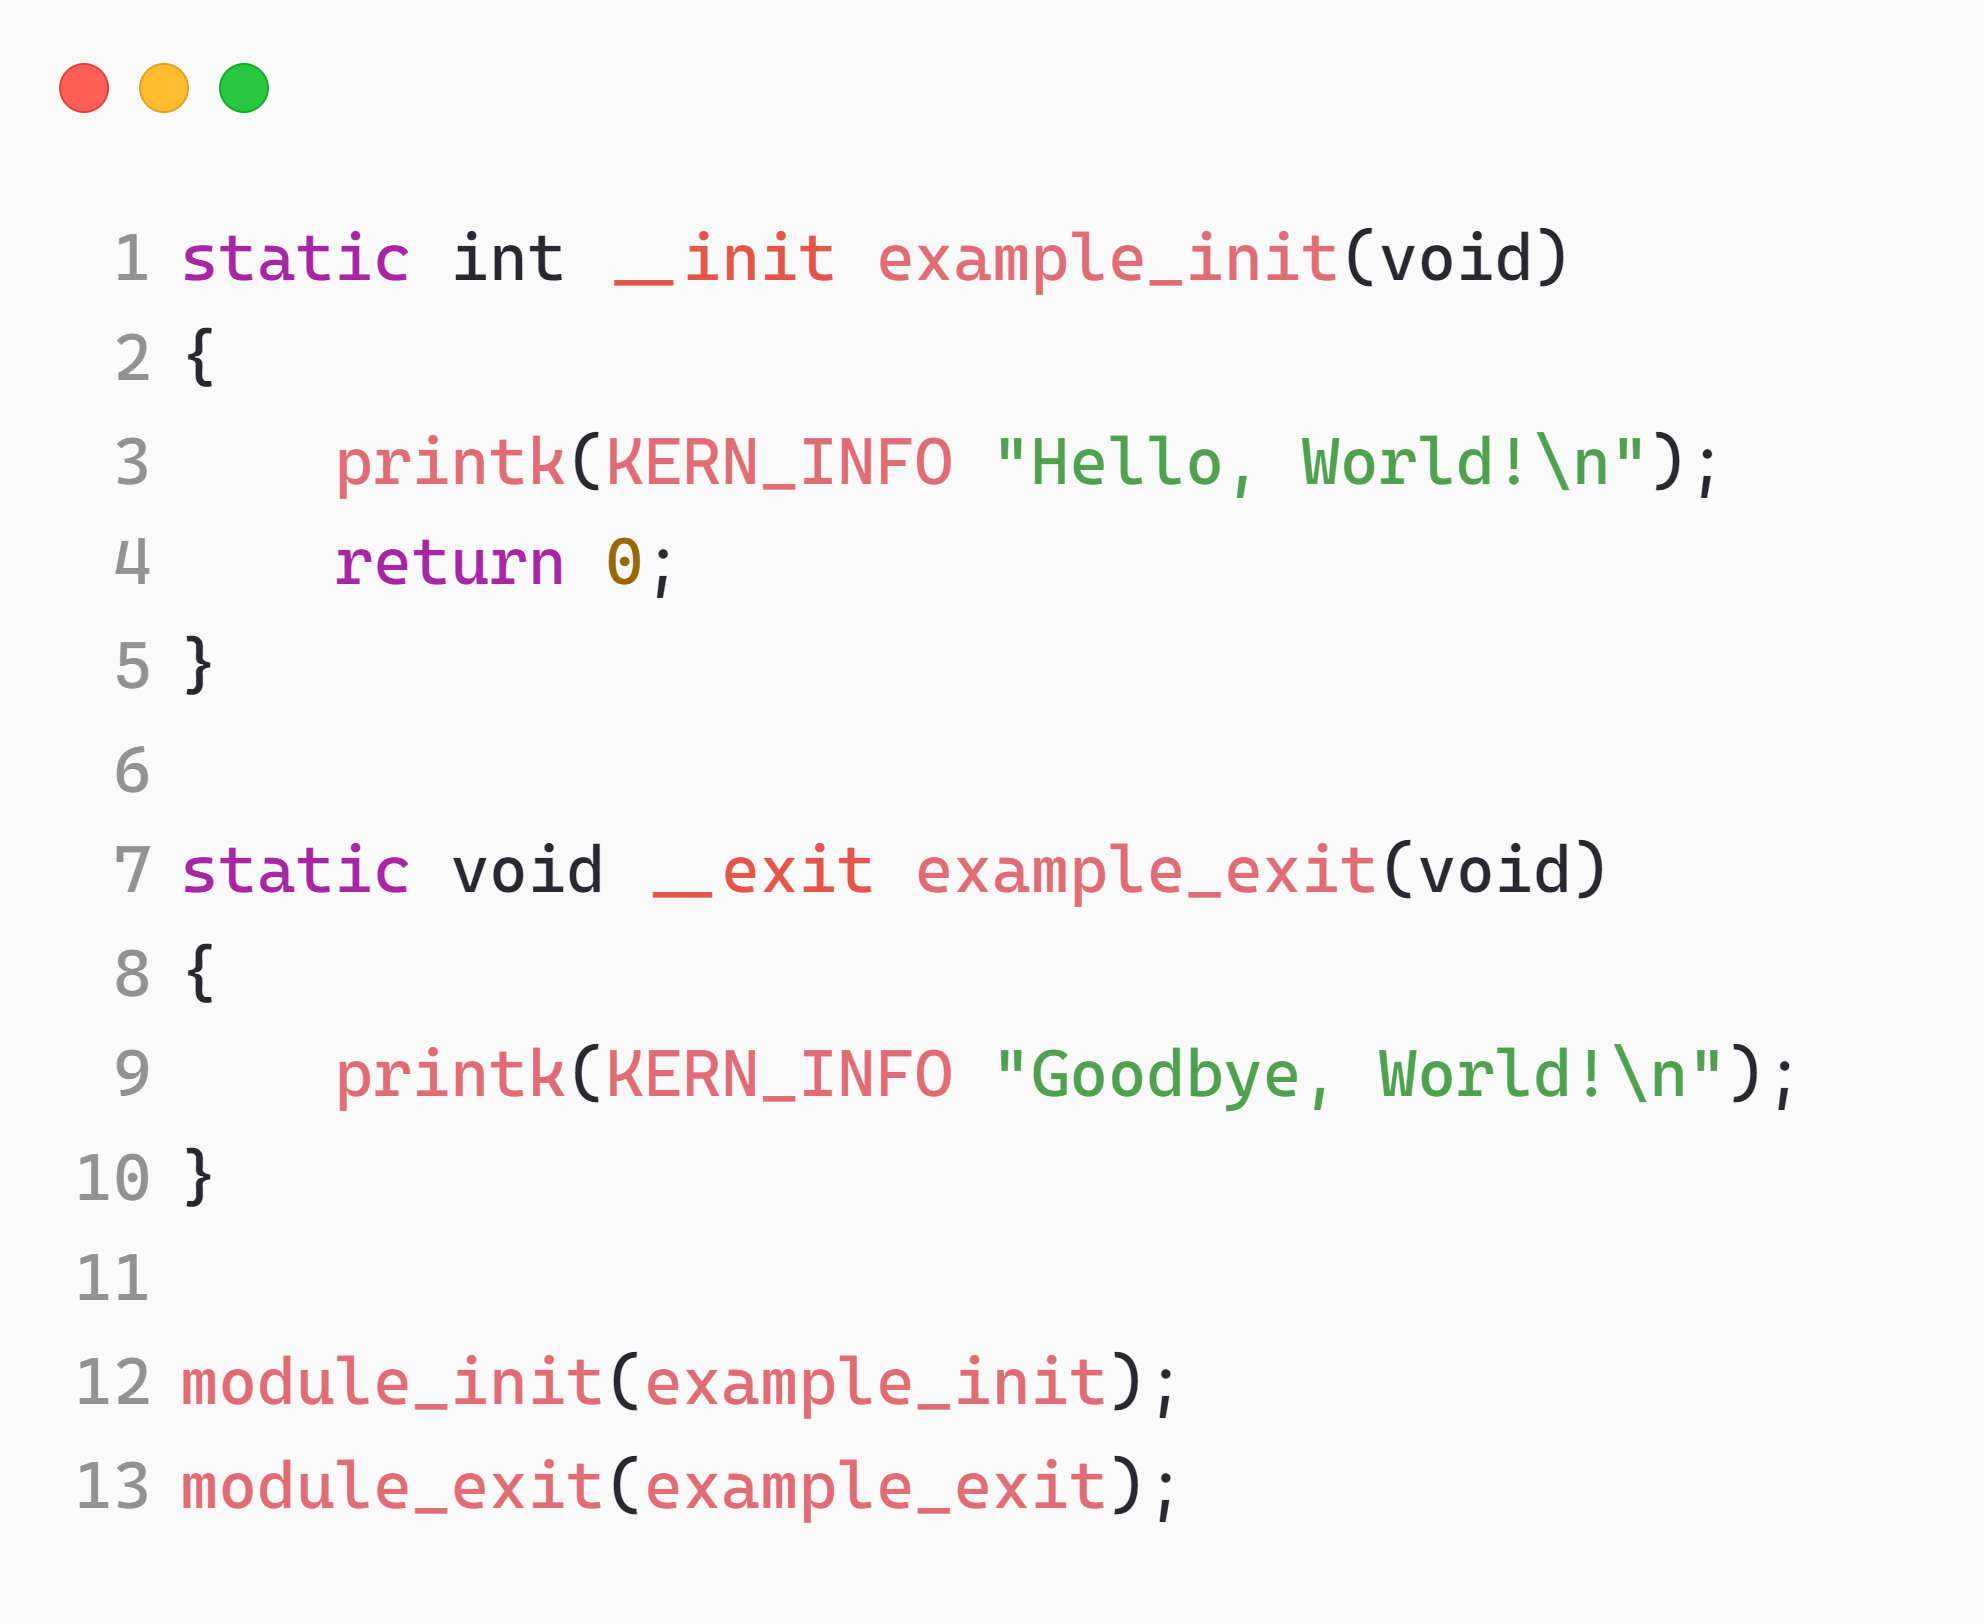 1 static int __init example_init(void)
2 {
3     printk(KERN_INFO "Hello, World!\n");
4     return 0;
5 }
6
7 static void __exit example_exit(void)
8 {
9     printk(KERN_INFO "Goodbye, World!\n");
10 }
11
12 module_init(example_init);
13 module_exit(example_exit);